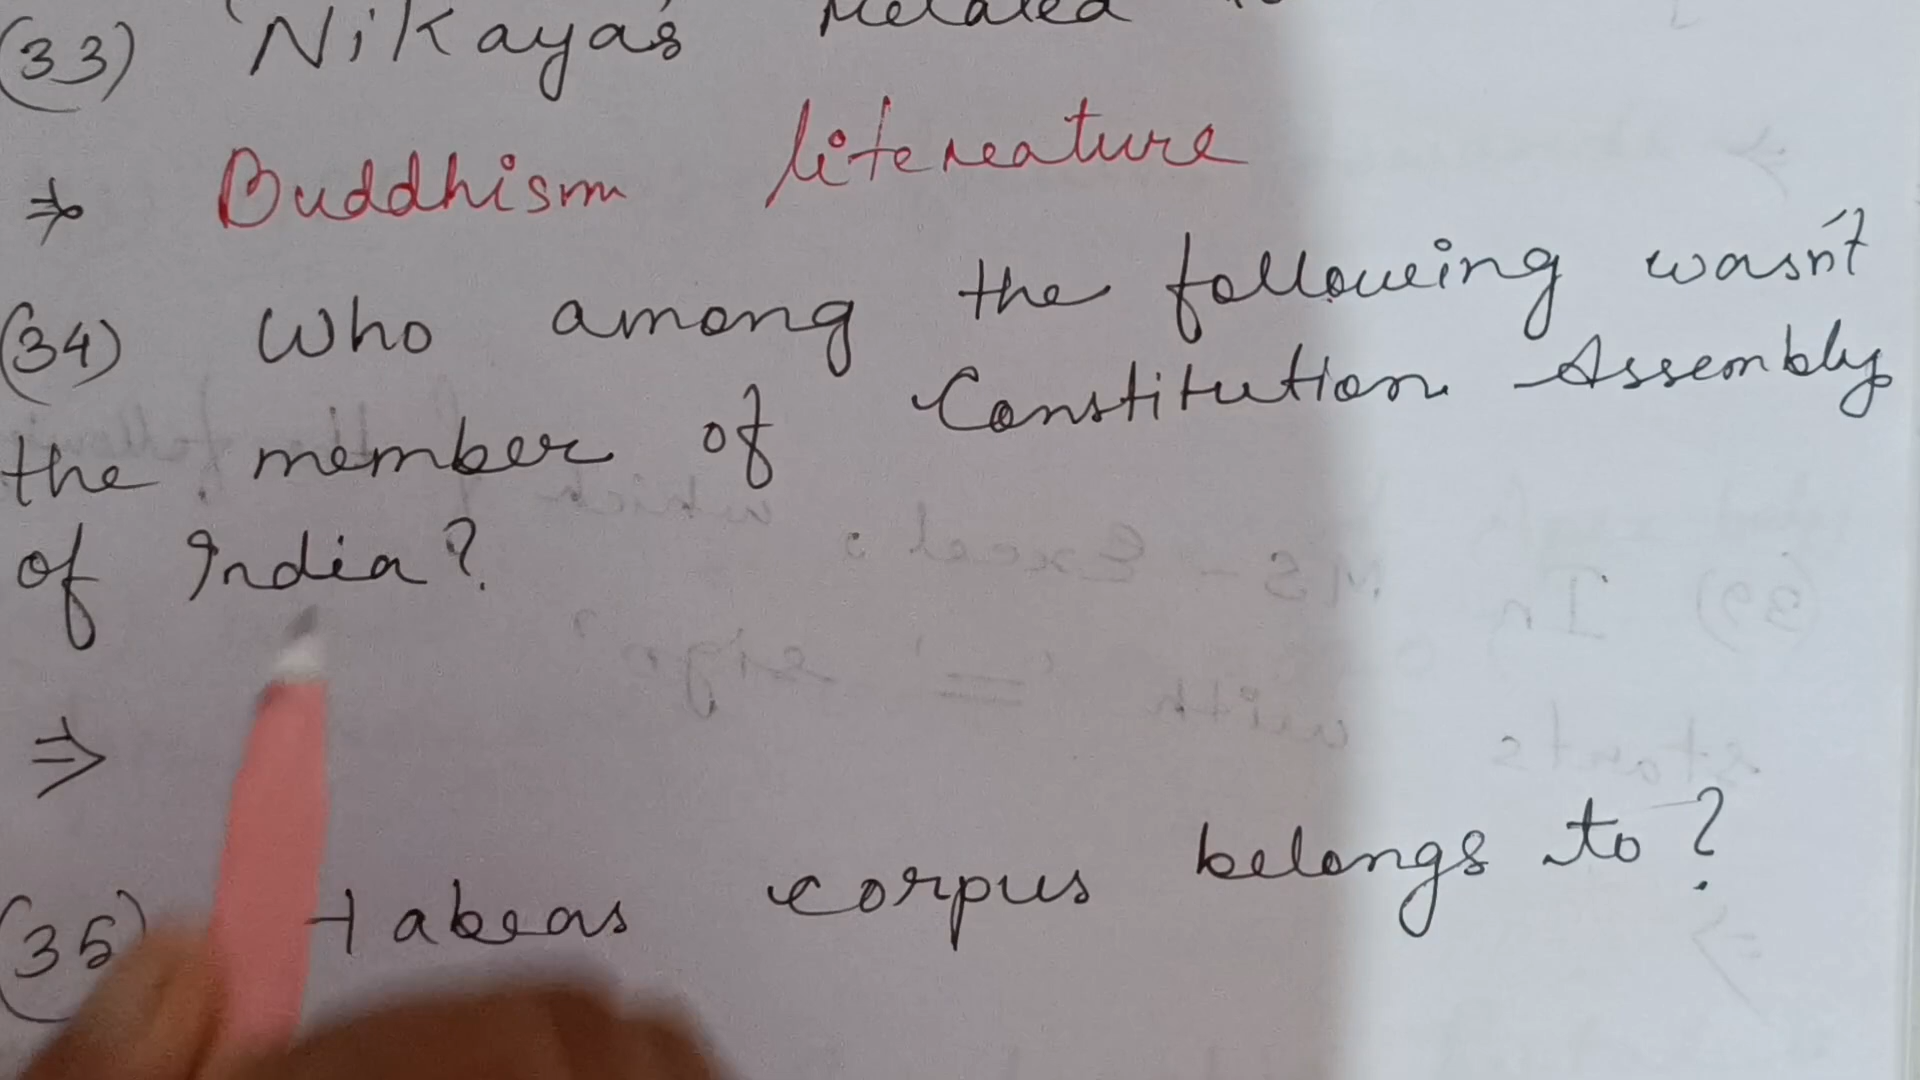 (33) 'Nikayas Related
⇒ Buddhism litereature
(34) Who among the following wasn't
the member of Constitution Assembly
of India?
⇒
(35) Habeas corpus belongs to?